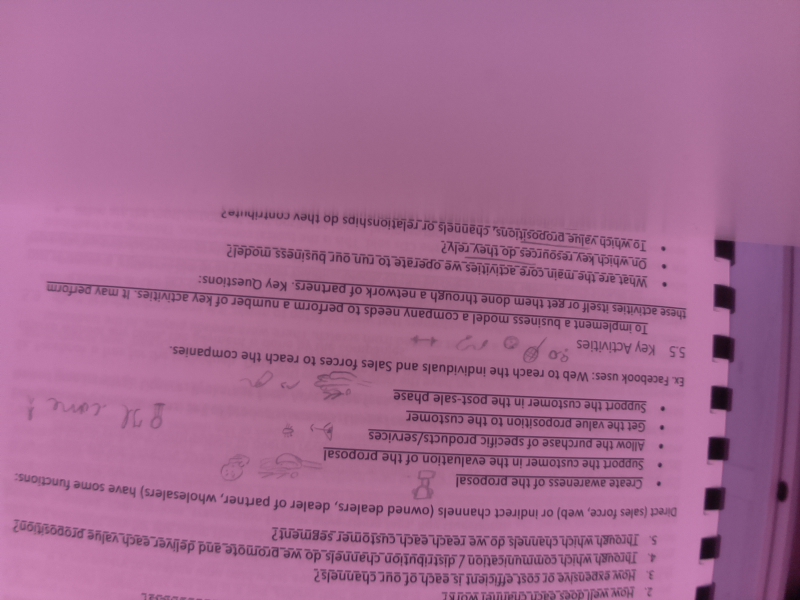 2. How well does each channel work?
3. How expensive or cost efficient is each of our channels?
4. Through which communication / distribution channels do we promote and deliver each value proposition?
5. Through which channels do we reach each customer segment?
Direct (sales force, web) or indirect channels (owned dealers, dealer of partner, wholesalers) have some functions:
• Create awareness of the proposal
• Support the customer in the evaluation of the proposal
• Allow the purchase of specific products/services
• Get the value proposition to the customer
• Support the customer in the post-sale phase
Ex. Facebook uses: Web to reach the individuals and Sales forces to reach the companies.
5.5 Key Activities
To implement a business model a company needs to perform a number of key activities. It may perform
these activities itself or get them done through a network of partners. Key Questions:
• What are the main core activities we operate to run our business model?
• On which key resources do they rely?
• To which value propositions, channels or relationships do they contribute?